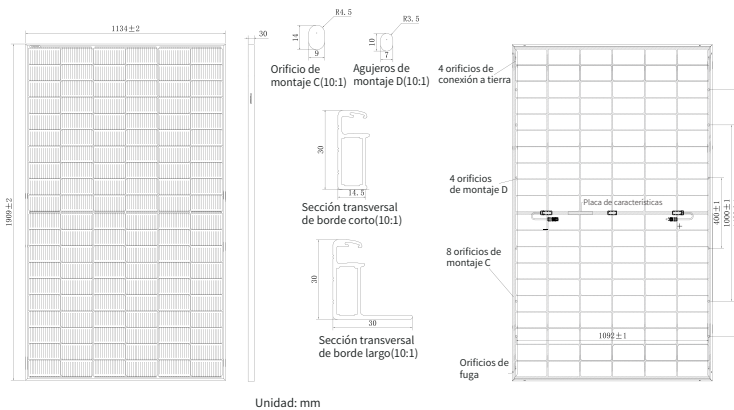 1134±2
30
1909±2
R4.5
14
9
Orificio de
montaje C(10:1)
R3.5
10
7
Agujeros de
montaje D(10:1)
30
14.5
Sección transversal
de borde corto(10:1)
30
30
Sección transversal
de borde largo(10:1)
4 orificios de
conexión a tierra
4 orificios
de montaje D
Placa de características
400±1
1000±1
8 orificios de
montaje C
1092±1
Orificios de
fuga
Unidad: mm